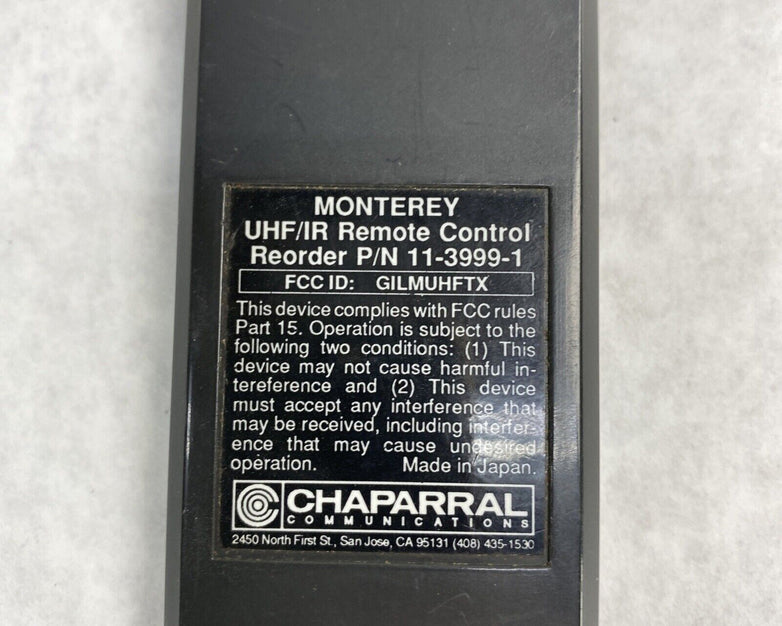 MONTEREY
UHF/IR Remote Control
Reorder P/N 11-3999-1
FCC ID: GILMUHFTX
This device complies with FCC rules
Part 15. Operation is subject to the
following two conditions: (1) This
device may not cause harmful in-
tereference and (2) This device
must accept any interference that
may be received, including interfer-
ence that may cause undesired
operation. Made in Japan.
CHAPARRAL
COMMUNICATIONS
2450 North First St., San Jose, CA 95131 (408) 435-1530